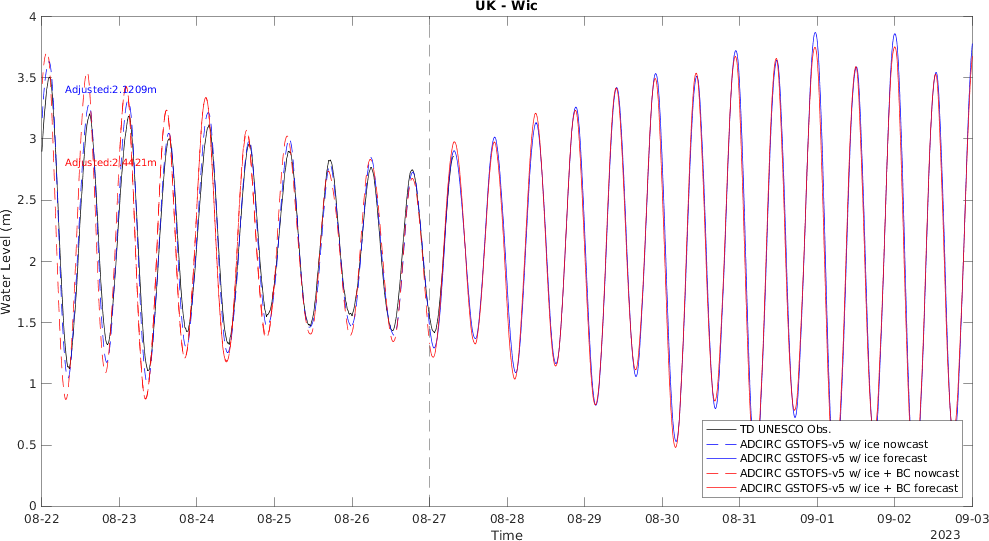 UK - Wic
4
3.5
3
2.5
2
1.5
1
0.5
0
Water Level (m)
Adjusted:2.1209m
Adjusted:2.4421m
TD UNESCO Obs.
ADCIRC GSTOFS-v5 w/ ice nowcast
ADCIRC GSTOFS-v5 w/ ice forecast
ADCIRC GSTOFS-v5 w/ ice + BC nowcast
ADCIRC GSTOFS-v5 w/ ice + BC forecast
08-22 08-23 08-24 08-25 08-26 08-27 08-28 08-29 08-30 08-31 09-01 09-02 09-03
Time
2023